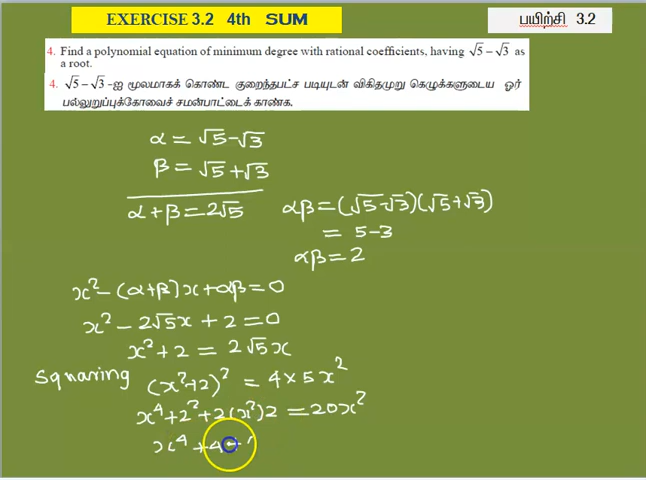 EXERCISE 3.2 4th SUM
பயிற்சி 3.2
4. Find a polynomial equation of minimum degree with rational coefficients, having √5 − √3 as
a root.
4. √5 − √3 -ஐ மூலமாகக் கொண்ட குறைந்தபட்ச படியுடன் விகிதமுறு கெழுக்களுடைய ஓர்
பல்லுறுப்புக்கோவைச் சமன்பாட்டைக் காண்க.
α = √5 − √3
β = √5 + √3
α + β = 2√5
αβ = (√5 − √3)(√5 + √3)
= 5 − 3
αβ = 2
x² − (α+β)x + αβ = 0
x² − 2√5x + 2 = 0
x² + 2 = 2√5x
Squaring (x²+2)² = 4 × 5x²
x⁴ + 2² + 2(x²)2 = 20x²
x⁴ + 4 +